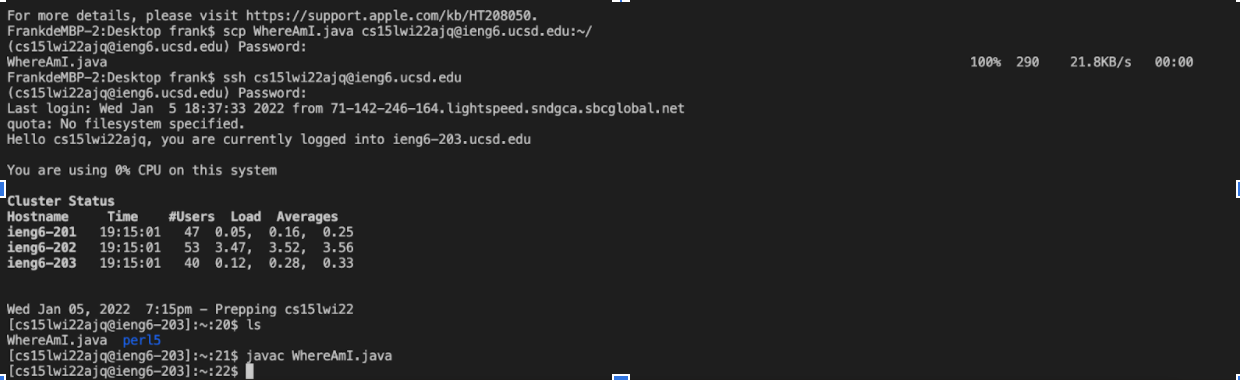 For more details, please visit https://support.apple.com/kb/HT208050.
FrankdeMBP-2:Desktop frank$ scp WhereAmI.java cs15lwi22ajq@ieng6.ucsd.edu:~/
(cs15lwi22ajq@ieng6.ucsd.edu) Password:
WhereAmI.java 100% 290 21.8KB/s 00:00
FrankdeMBP-2:Desktop frank$ ssh cs15lwi22ajq@ieng6.ucsd.edu
(cs15lwi22ajq@ieng6.ucsd.edu) Password:
Last login: Wed Jan  5 18:37:33 2022 from 71-142-246-164.lightspeed.sndgca.sbcglobal.net
quota: No filesystem specified.
Hello cs15lwi22ajq, you are currently logged into ieng6-203.ucsd.edu
You are using 0% CPU on this system
Cluster Status
Hostname     Time    #Users  Load  Averages
ieng6-201   19:15:01   47  0.05,  0.16,  0.25
ieng6-202   19:15:01   53  3.47,  3.52,  3.56
ieng6-203   19:15:01   40  0.12,  0.28,  0.33
Wed Jan 05, 2022  7:15pm - Prepping cs15lwi22
[cs15lwi22ajq@ieng6-203]:~:20$ ls
WhereAmI.java  perl5
[cs15lwi22ajq@ieng6-203]:~:21$ javac WhereAmI.java
[cs15lwi22ajq@ieng6-203]:~:22$